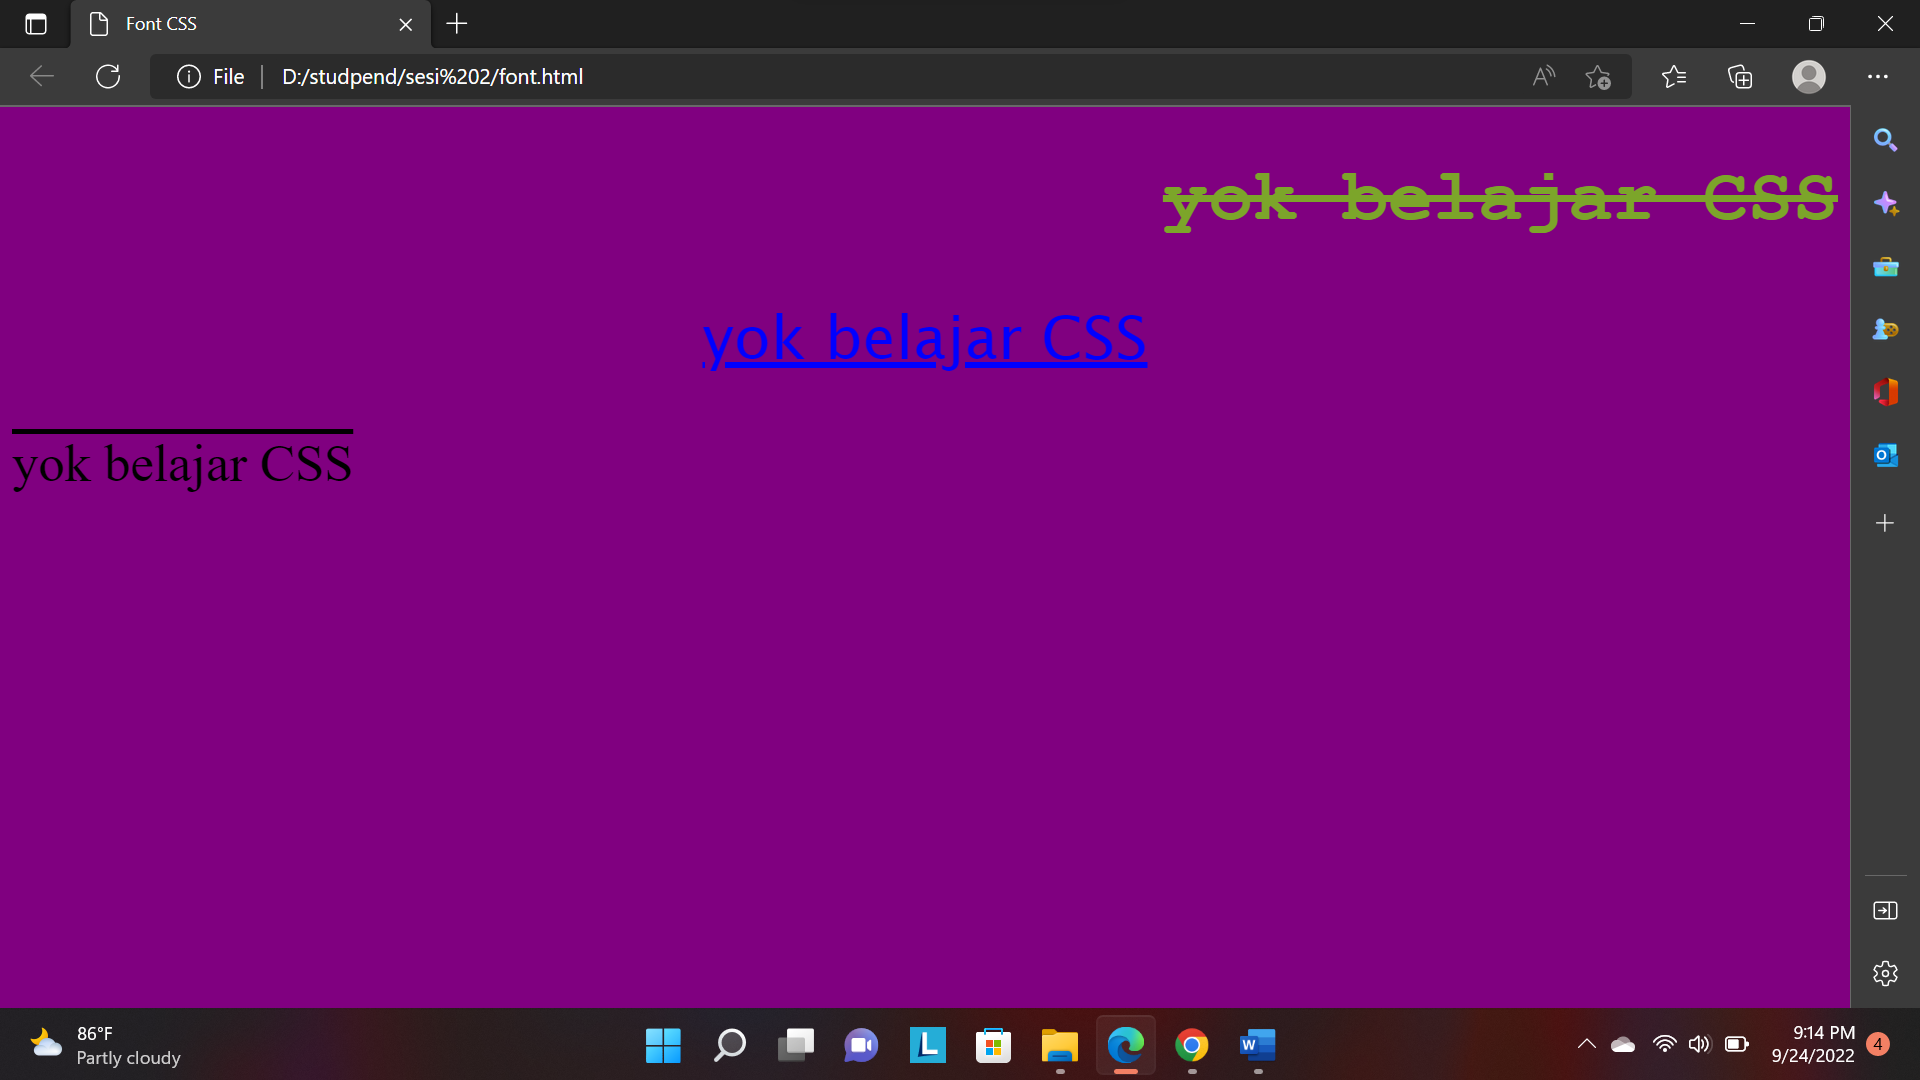 Font CSS
File
D:/studpend/sesi%202/font.html
yok belajar CSS
yok belajar CSS
yok belajar CSS
86°F
Partly cloudy
9:14 PM
9/24/2022
4